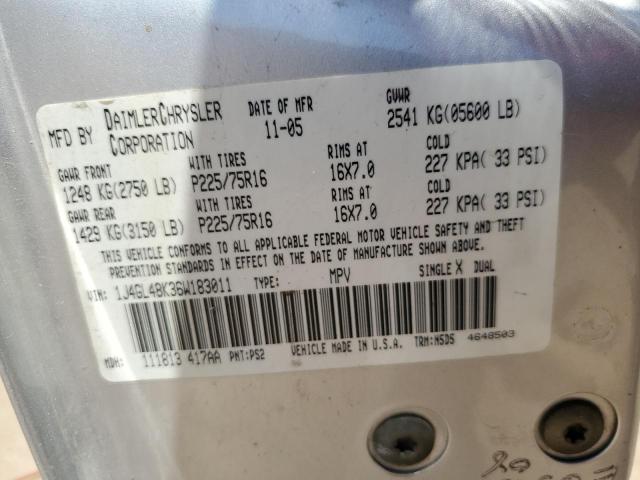 MFD BY DAIMLERCHRYSLER CORPORATION DATE OF MFR 11-05 GVWR 2541 KG(05600 LB)
GAWR FRONT WITH TIRES RIMS AT COLD
1248 KG(2750 LB) P225/75R16 16X7.0 227 KPA( 33 PSI)
GAWR REAR WITH TIRES RIMS AT COLD
1429 KG(3150 LB) P225/75R16 16X7.0 227 KPA( 33 PSI)
THIS VEHICLE CONFORMS TO ALL APPLICABLE FEDERAL MOTOR VEHICLE SAFETY AND THEFT
PREVENTION STANDARDS IN EFFECT ON THE DATE OF MANUFACTURE SHOWN ABOVE.
VIN: 1J4GL48K36W183011 TYPE: MPV SINGLE X DUAL
MDH: 111813 417AA PNT:PS2 VEHICLE MADE IN U.S.A. TRM:NSD5 4648503